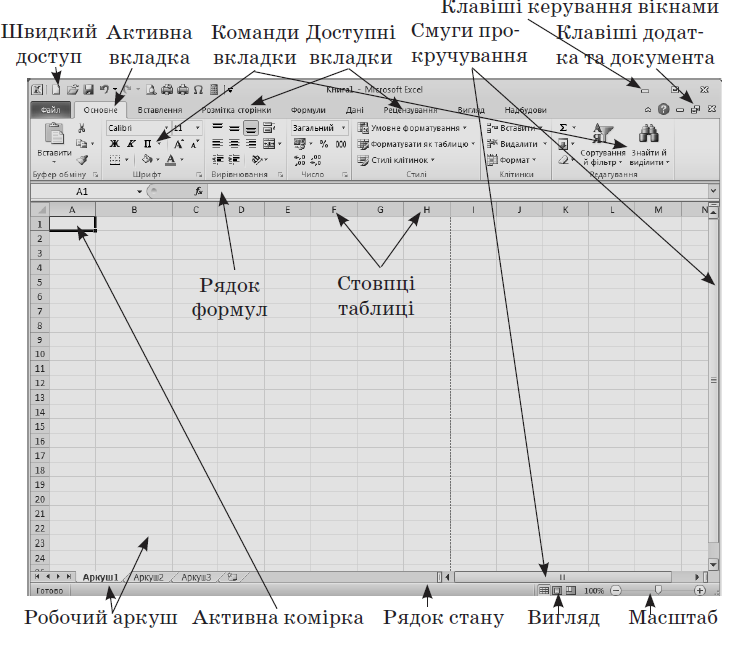 Клавіші керування вікнами
Швидкий доступ
Активна вкладка
Команди вкладки
Доступні вкладки
Смуги про-
кручування
Клавіші додат-
ка та документа
Книга1 - Microsoft Excel
Файл Основне Вставлення Розмітка сторінки Формули Дані Рецензування Вигляд Надбудови
Calibri 11 Загальний Умовне форматування Вставити Σ
Вставити Ж К П % 000 Форматувати як таблицю Видалити Сортування й фільтр Знайти й виділити
А Стилі клітинок Формат
Буфер обміну Шрифт Вирівнювання Число Стилі Клітинки Редагування
A1 fx
A B C D E F G H I J K L M N
1
2
3
4
5
6
7
8
9
10
11
12
13
14
15
16
17
18
19
20
21
22
23
24
Рядок формул
Стовпці таблиці
Аркуш1 Аркуш2 Аркуш3
Готово 100%
Робочий аркуш Активна комірка Рядок стану Вигляд Масштаб